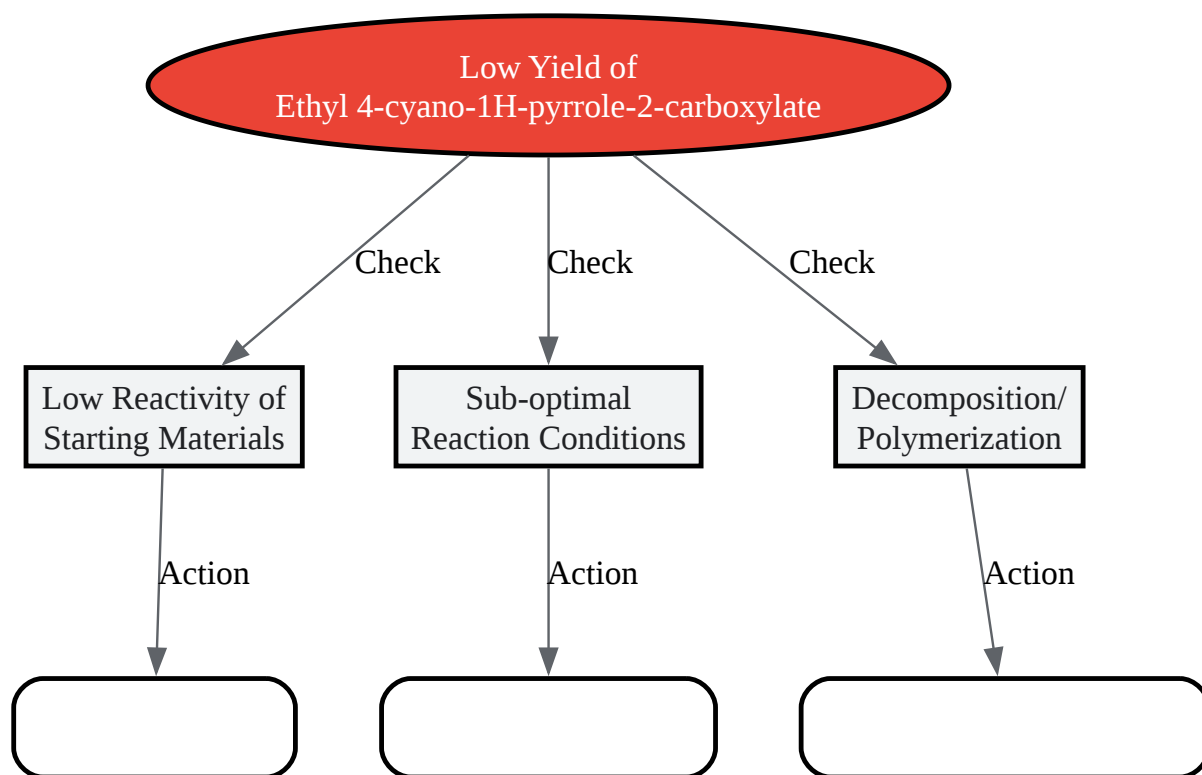 Low Yield of
Ethyl 4-cyano-1H-pyrrole-2-carboxylate
Check
Check
Check
Low Reactivity of
Starting Materials
Sub-optimal
Reaction Conditions
Decomposition/
Polymerization
Action
Action
Action